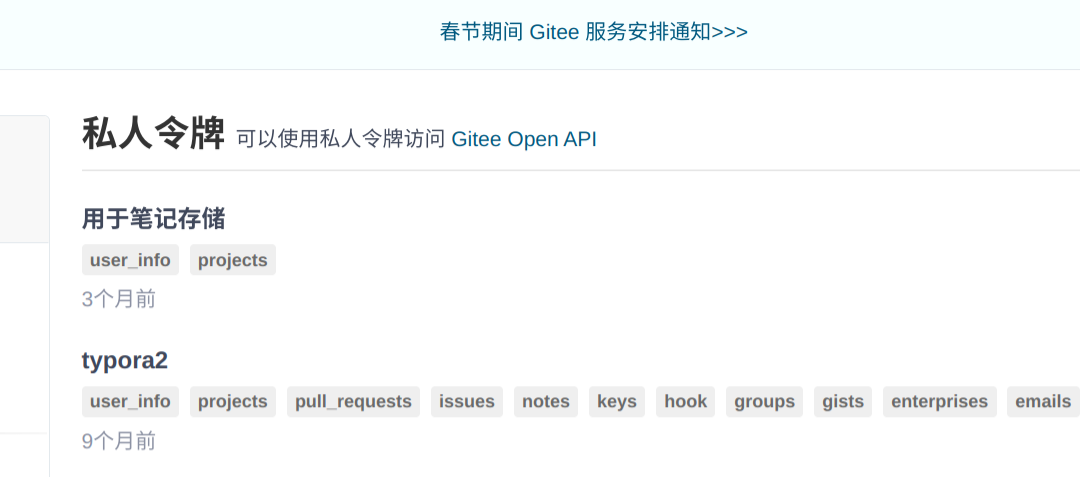 春节期间 Gitee 服务安排通知>>>
私人令牌 可以使用私人令牌访问 Gitee Open API
用于笔记存储
user_info projects
3个月前
typora2
user_info projects pull_requests issues notes keys hook groups gists enterprises emails
9个月前